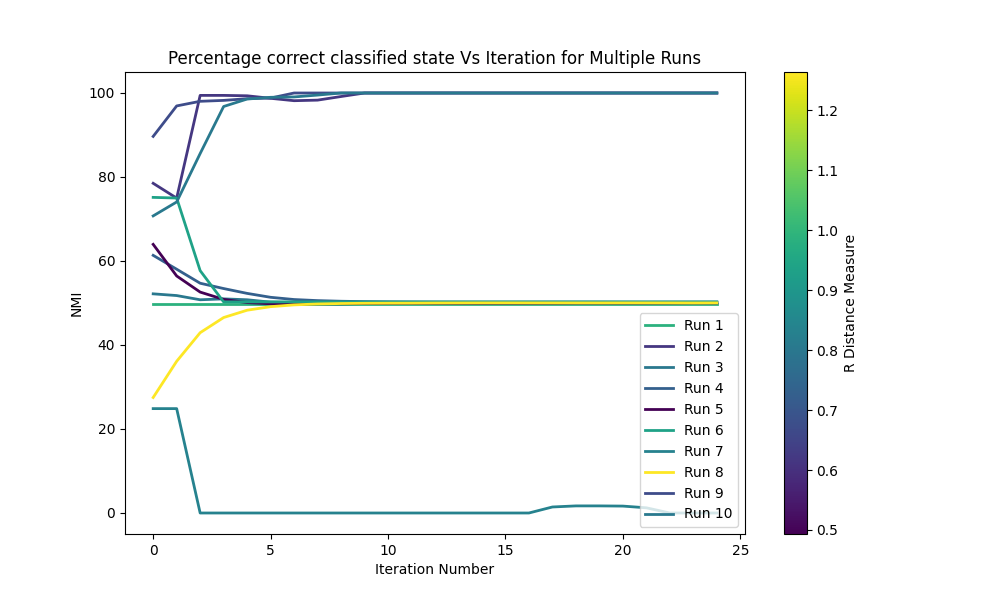 Percentage correct classified state Vs Iteration for Multiple Runs
NMI
100
80
60
40
20
0
0
5
10
15
20
25
Iteration Number
Run 1
Run 2
Run 3
Run 4
Run 5
Run 6
Run 7
Run 8
Run 9
Run 10
1.2
1.1
1.0
0.9
0.8
0.7
0.6
0.5
R Distance Measure